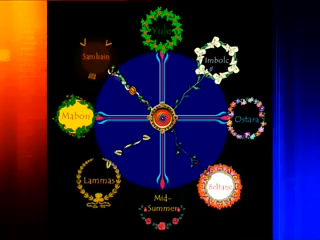 Yule
Samhain
Imbolc
Mabon
Ostara
Lammas
Beltane
Mid-
Summer